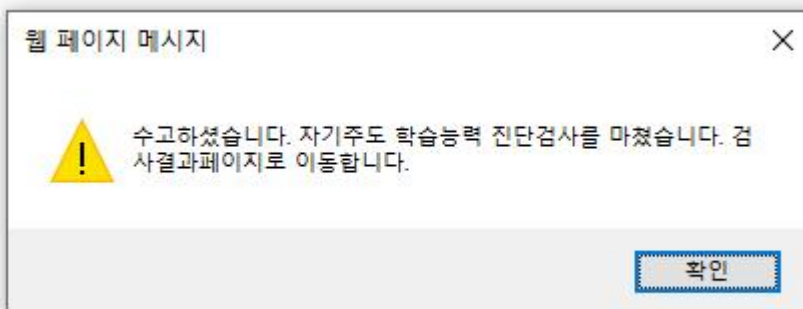 웹 페이지 메시지
수고하셨습니다. 자기주도 학습능력 진단검사를 마쳤습니다. 검
사결과페이지로 이동합니다.
확인